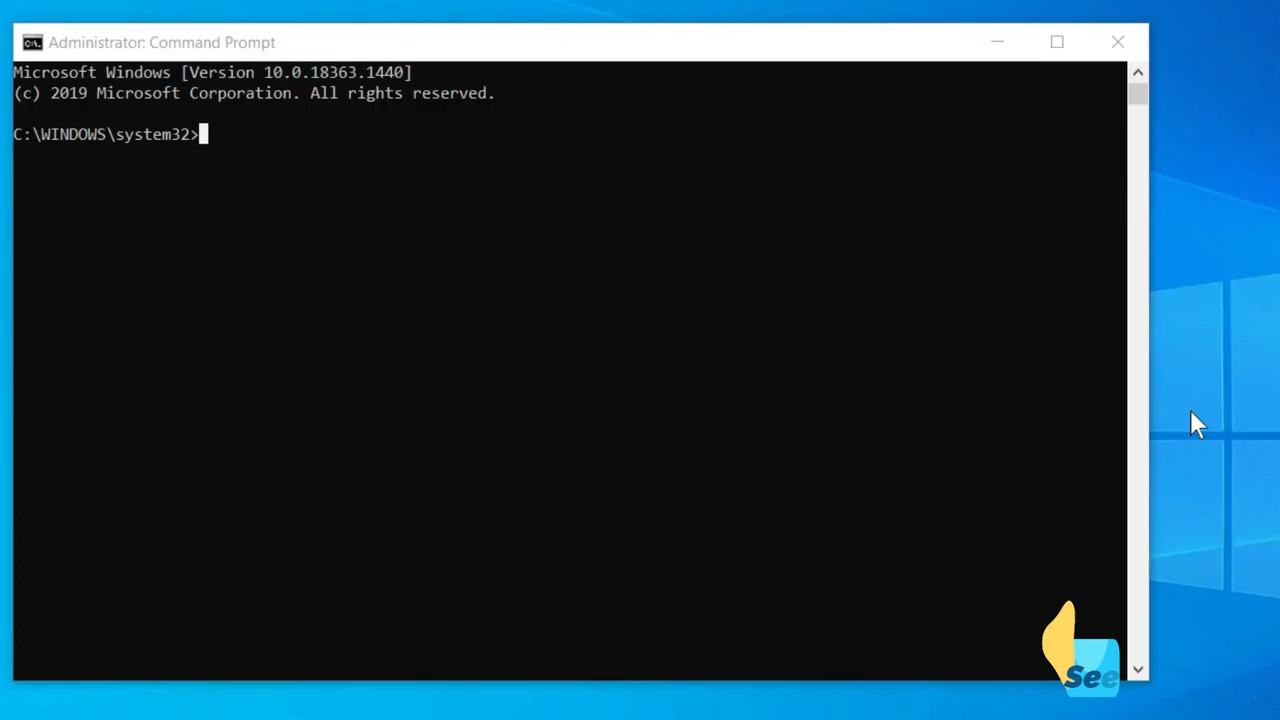 Administrator: Command Prompt
Microsoft Windows [Version 10.0.18363.1440]
(c) 2019 Microsoft Corporation. All rights reserved.
C:\WINDOWS\system32>
See